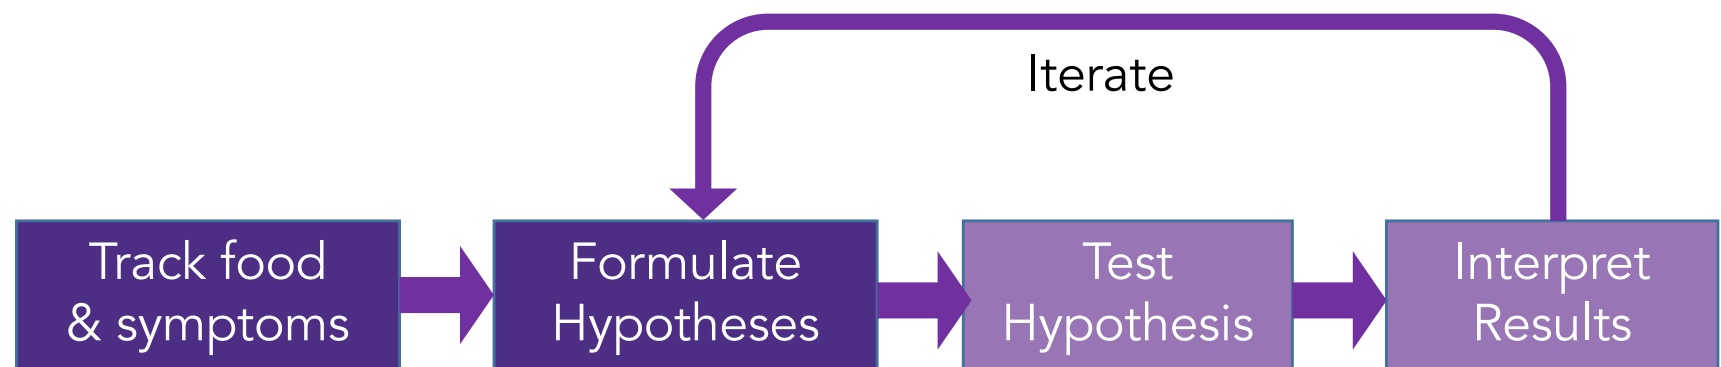 Iterate
Track food
& symptoms
Formulate
Hypotheses
Test
Hypothesis
Interpret
Results